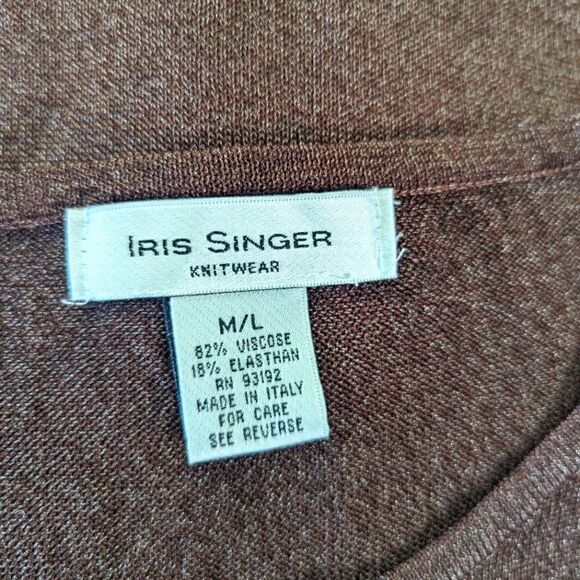 IRIS SINGER
KNITWEAR
M/L
82% VISCOSE
18% ELASTHAN
RN 93192
MADE IN ITALY
FOR CARE
SEE REVERSE